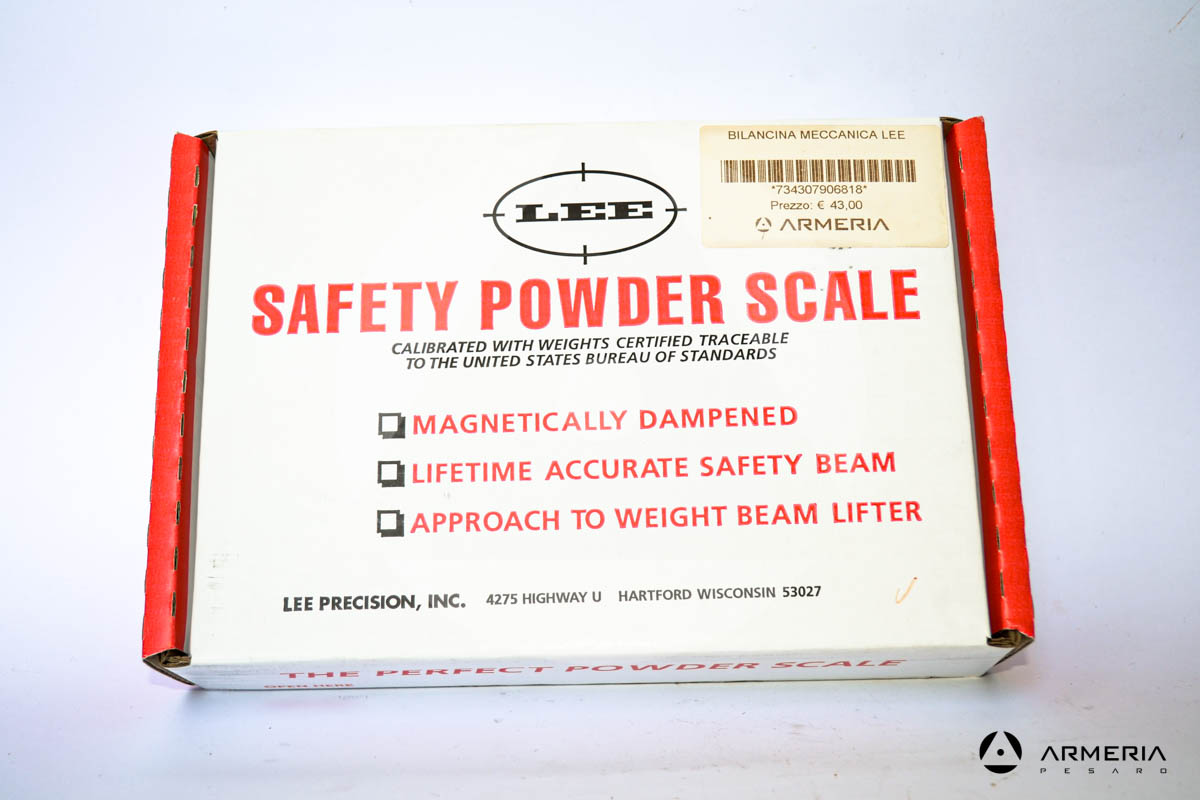 BILANCINA MECCANICA LEE
*734307906818*
Prezzo: € 43,00
ARMERIA
LEE
SAFETY POWDER SCALE
CALIBRATED WITH WEIGHTS CERTIFIED TRACEABLE
TO THE UNITED STATES BUREAU OF STANDARDS
MAGNETICALLY DAMPENED
LIFETIME ACCURATE SAFETY BEAM
APPROACH TO WEIGHT BEAM LIFTER
LEE PRECISION, INC. 4275 HIGHWAY U HARTFORD WISCONSIN 53027
THE PERFECT POWDER SCALE
OPEN HERE
ARMERIA
PESARO